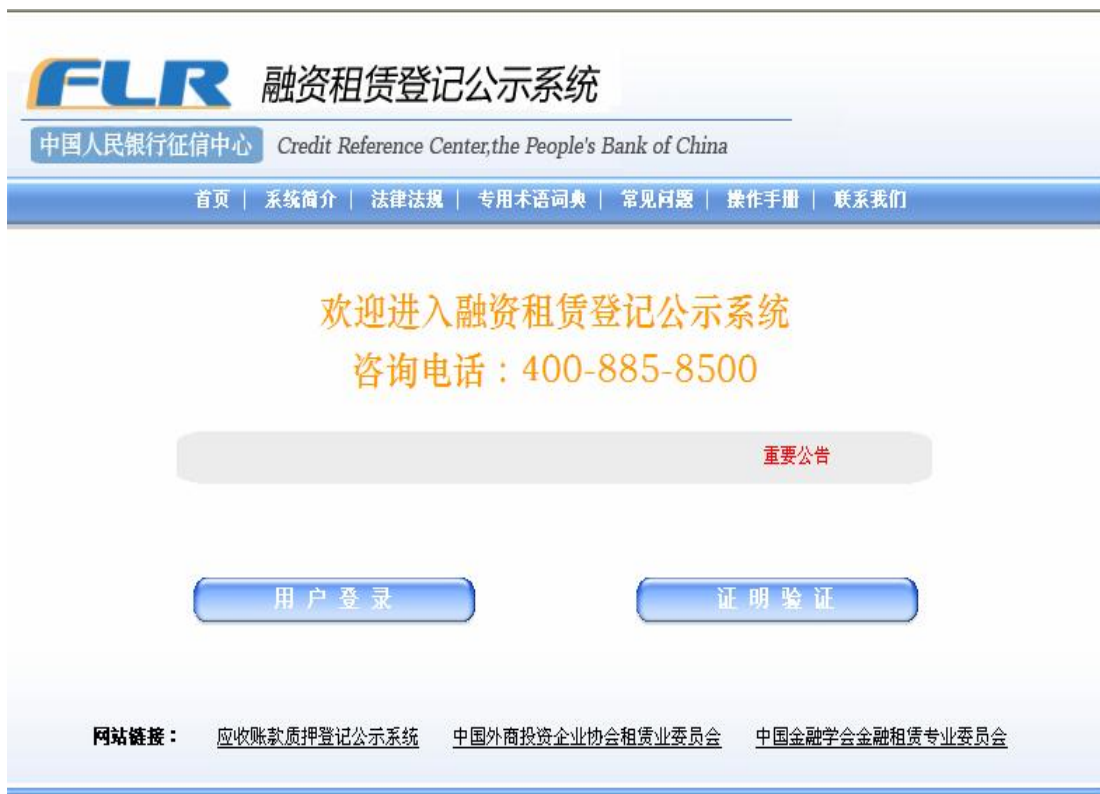 FLR 融资租赁登记公示系统
中国人民银行征信中心 Credit Reference Center,the People's Bank of China
首页 | 系统简介 | 法律法规 | 专用术语词典 | 常见问题 | 操作手册 | 联系我们
欢迎进入融资租赁登记公示系统
咨询电话：400-885-8500
重要公告
用户登录 证明验证
网站链接： 应收账款质押登记公示系统 中国外商投资企业协会租赁业委员会 中国金融学会金融租赁专业委员会